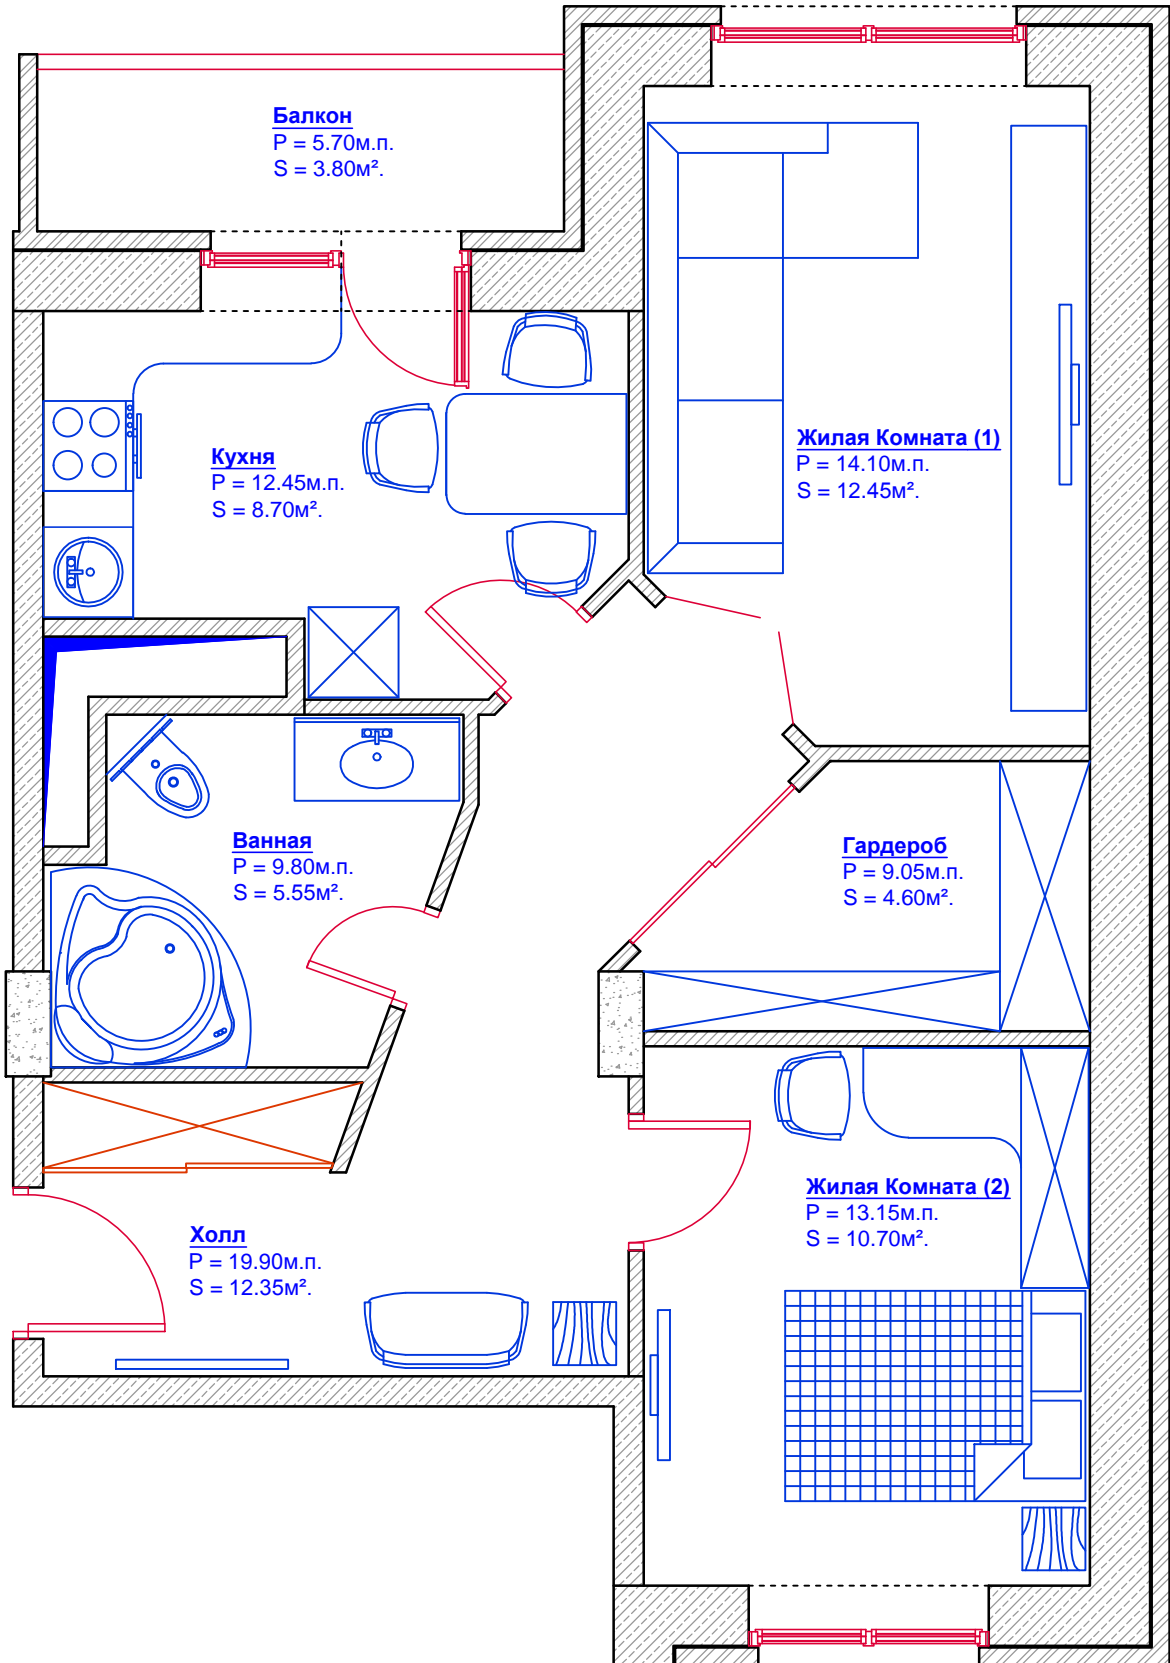 Балкон
P = 5.70м.п.
S = 3.80м².
Кухня
P = 12.45м.п.
S = 8.70м².
Жилая Комната (1)
P = 14.10м.п.
S = 12.45м².
Ванная
P = 9.80м.п.
S = 5.55м².
Гардероб
P = 9.05м.п.
S = 4.60м².
Жилая Комната (2)
P = 13.15м.п.
S = 10.70м².
Холл
P = 19.90м.п.
S = 12.35м².